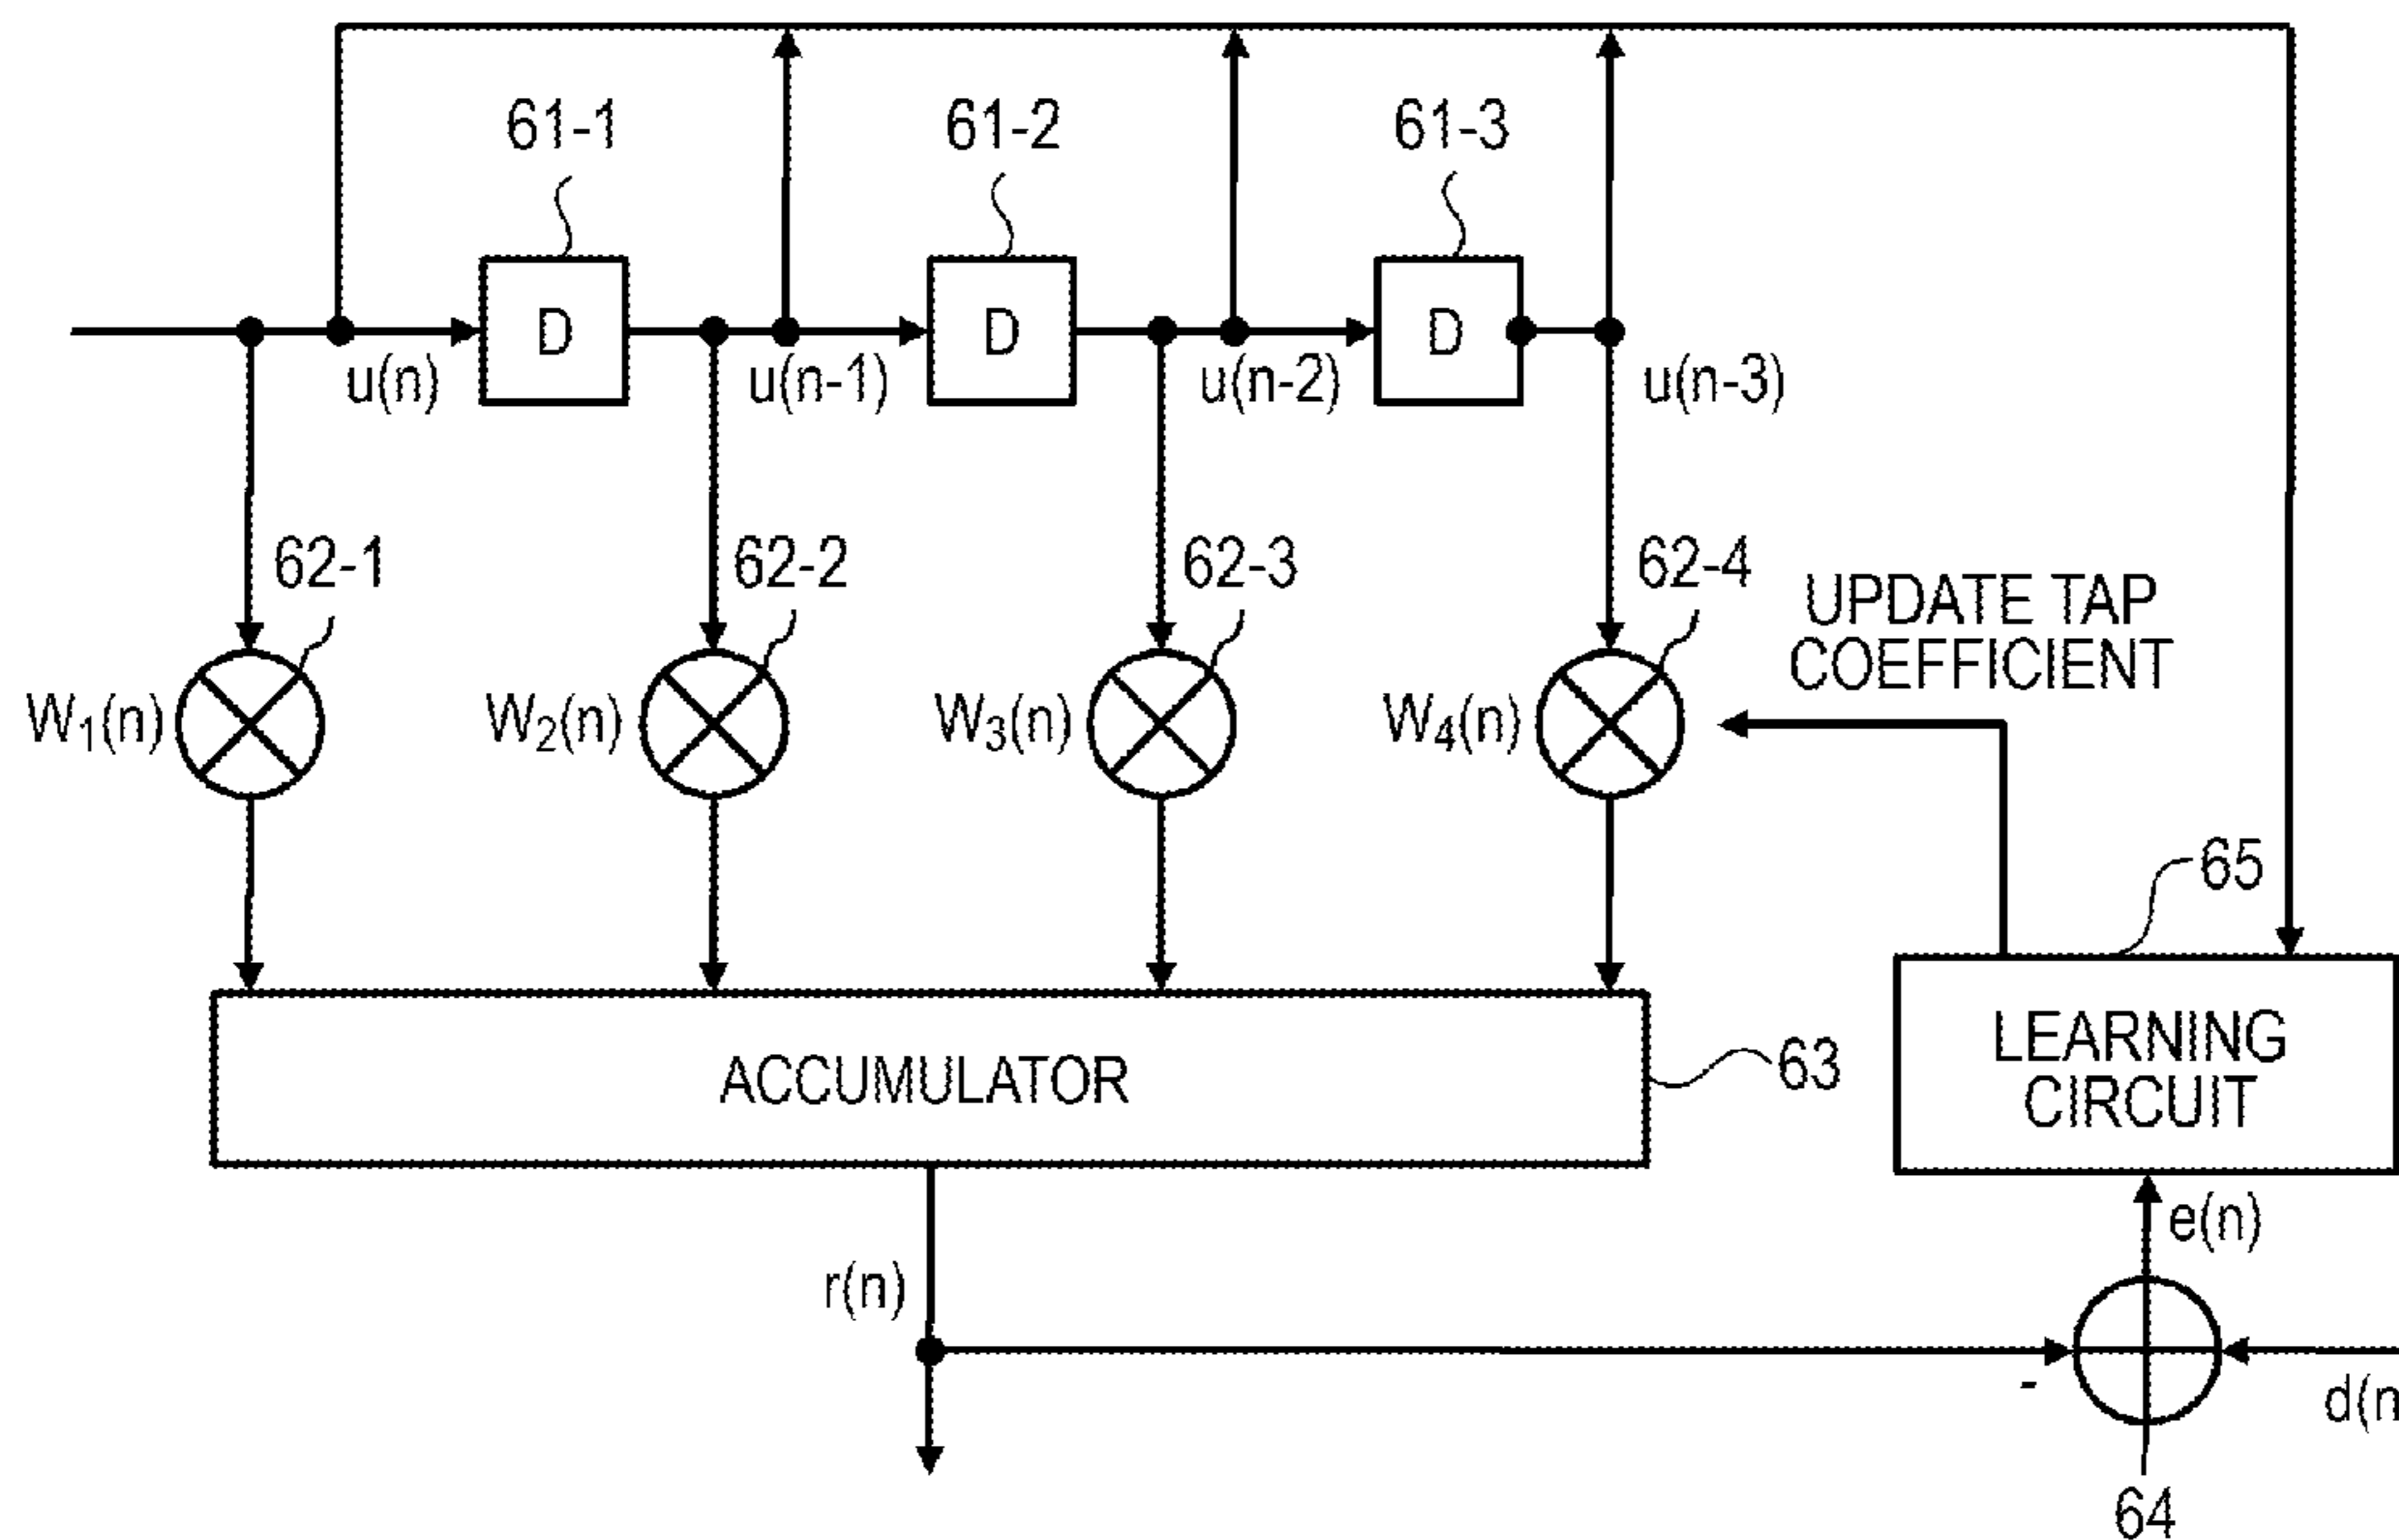 61-1 61-2 61-3
D D D
u(n) u(n-1) u(n-2) u(n-3)
62-1 62-2 62-3 62-4
UPDATE TAP
COEFFICIENT
W1(n) W2(n) W3(n) W4(n)
65
LEARNING
CIRCUIT
ACCUMULATOR
63
e(n)
r(n)
-
d(n
64